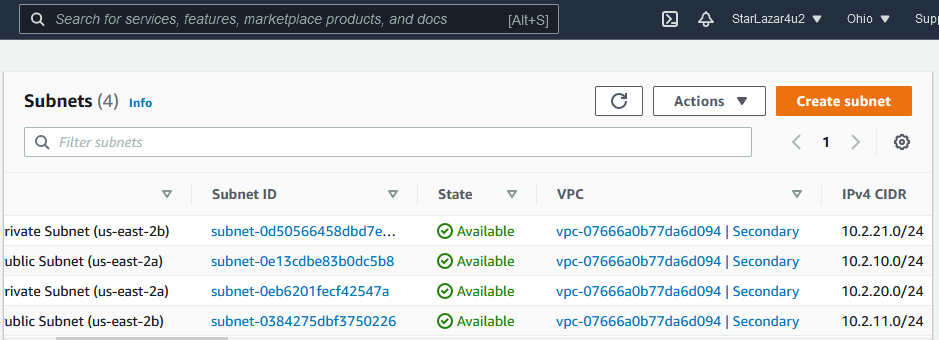 Search for services, features, marketplace products, and docs [Alt+S] StarLazar4u2 Ohio Supp
Subnets (4) Info Actions Create subnet
Filter subnets 1
Subnet ID State VPC IPv4 CIDR
rivate Subnet (us-east-2b) subnet-0d50566458dbd7e... Available vpc-07666a0b77da6d094 | Secondary 10.2.21.0/24
ublic Subnet (us-east-2a) subnet-0e13cdbe83b0dc5b8 Available vpc-07666a0b77da6d094 | Secondary 10.2.10.0/24
rivate Subnet (us-east-2a) subnet-0eb6201fecf42547a Available vpc-07666a0b77da6d094 | Secondary 10.2.20.0/24
ublic Subnet (us-east-2b) subnet-0384275dbf3750226 Available vpc-07666a0b77da6d094 | Secondary 10.2.11.0/24